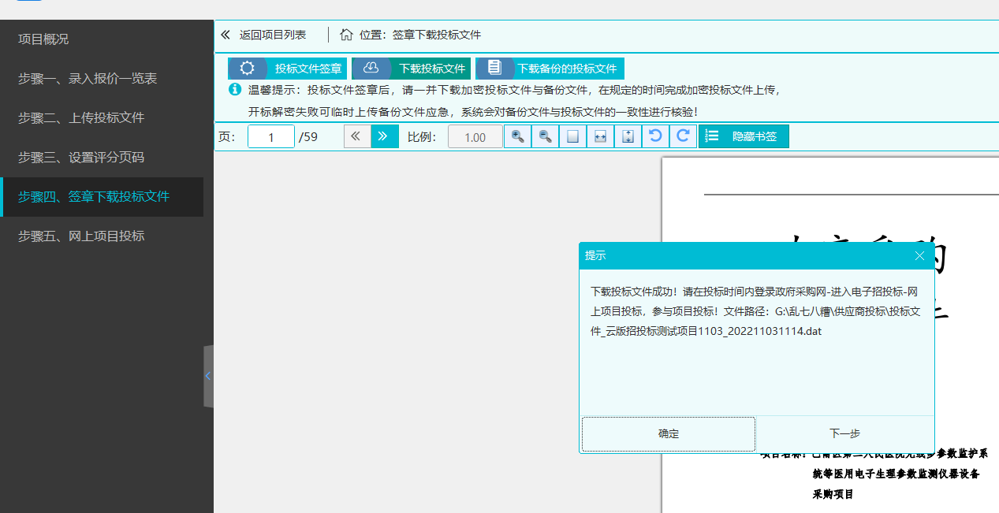 项目概况
步骤一、录入报价一览表
步骤二、上传投标文件
步骤三、设置评分页码
步骤四、签章下载投标文件
步骤五、网上项目投标
返回项目列表
位置：签章下载投标文件
投标文件签章
下载投标文件
下载备份的投标文件
温馨提示：投标文件签章后，请一并下载加密投标文件与备份文件，在规定的时间完成加密投标文件上传，
开标解密失败可临时上传备份文件应急，系统会对备份文件与投标文件的一致性进行核验！
页： 1 /59 比例： 1.00 隐藏书签
提示
下载投标文件成功！请在投标时间内登录政府采购网-进入电子招投标-网
上项目投标，参与项目投标！文件路径：G:\乱七八糟\供应商投标\投标文
件_云版招投标测试项目1103_202211031114.dat
确定
下一步
参数监护系
统等医用电子生理参数监测仪器设备
采购项目